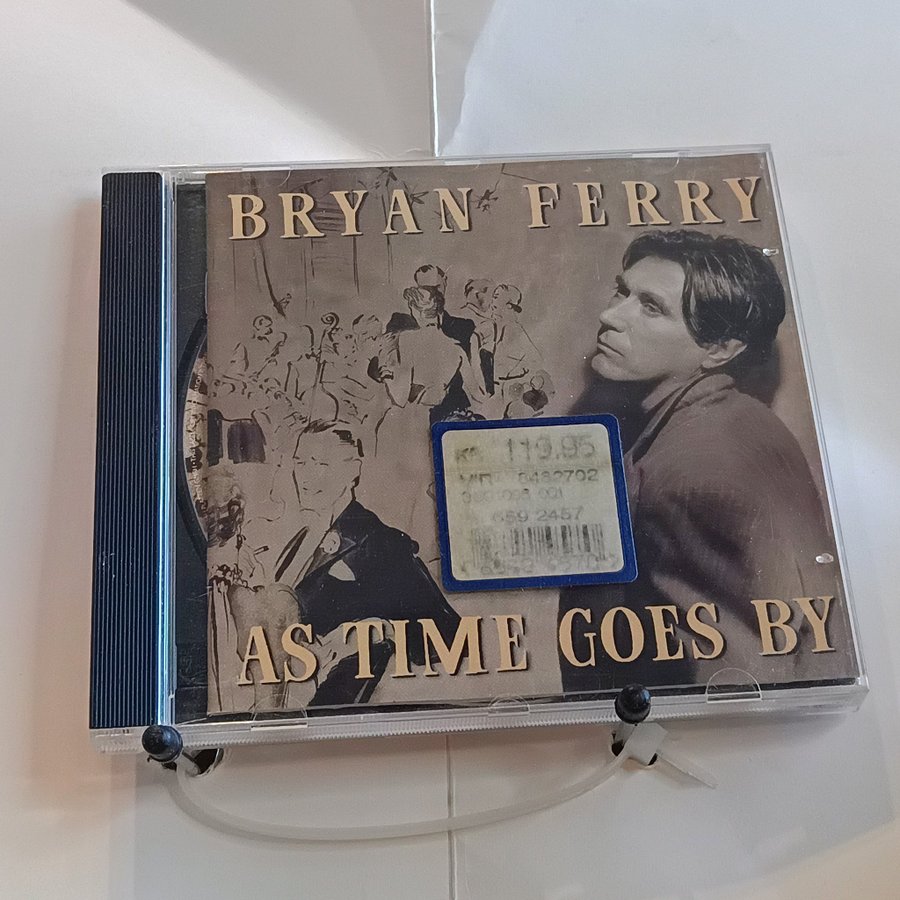 BRYAN FERRY
119.95
659 2457
AS TIME GOES BY